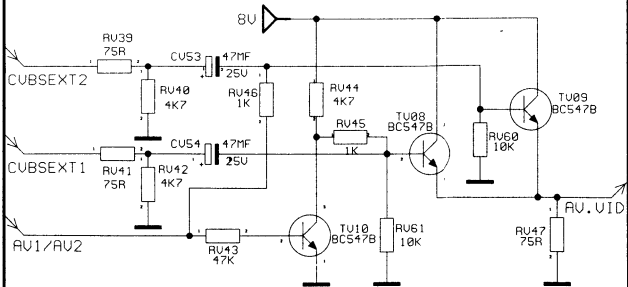 8V
RV39
75R
CV53
47MF
25V
CVBSEXT2
RV40
4K7
RV46
1K
RV44
4K7
TV09
BC547B
RV45
1K
TV08
BC547B
CV54
47MF
25V
RV60
10K
CVBSEXT1
RV41
75R
RV42
4K7
AV.VID
AV1/AV2
RV43
47K
TV10
BC547B
RV61
10K
RV47
75R